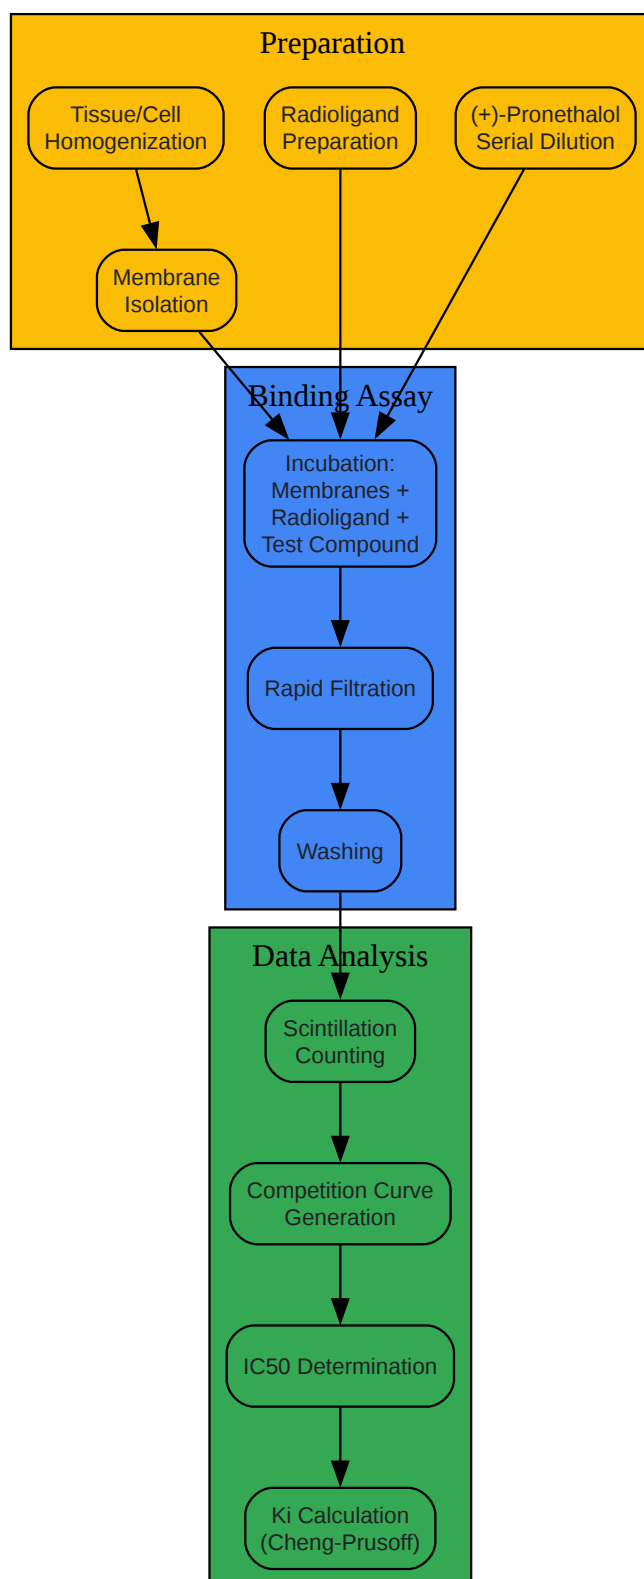 Preparation
Tissue/Cell
Homogenization
Radioligand
Preparation
(+)-Pronethalol
Serial Dilution
Membrane
Isolation
Binding Assay
Incubation:
Membranes +
Radioligand +
Test Compound
Rapid Filtration
Washing
Data Analysis
Scintillation
Counting
Competition Curve
Generation
IC50 Determination
Ki Calculation
(Cheng-Prusoff)